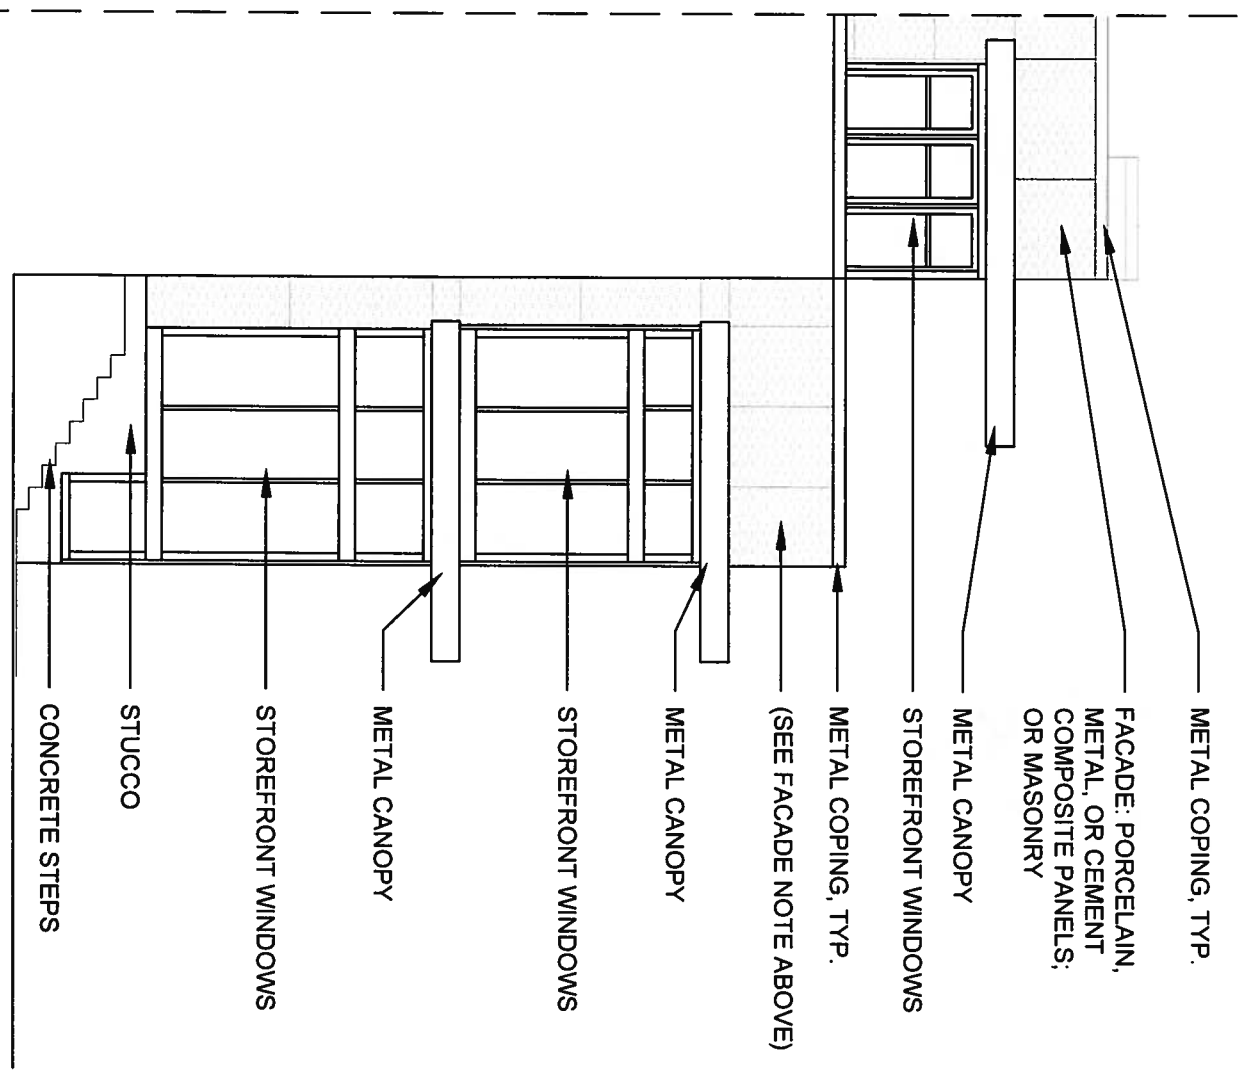 METAL COPING, TYP.
FACADE: PORCELAIN,
METAL, OR CEMENT
COMPOSITE PANELS;
OR MASONRY
METAL CANOPY
STOREFRONT WINDOWS
METAL COPING, TYP.
(SEE FACADE NOTE ABOVE)
METAL CANOPY
STOREFRONT WINDOWS
METAL CANOPY
STOREFRONT WINDOWS
STUCCO
CONCRETE STEPS